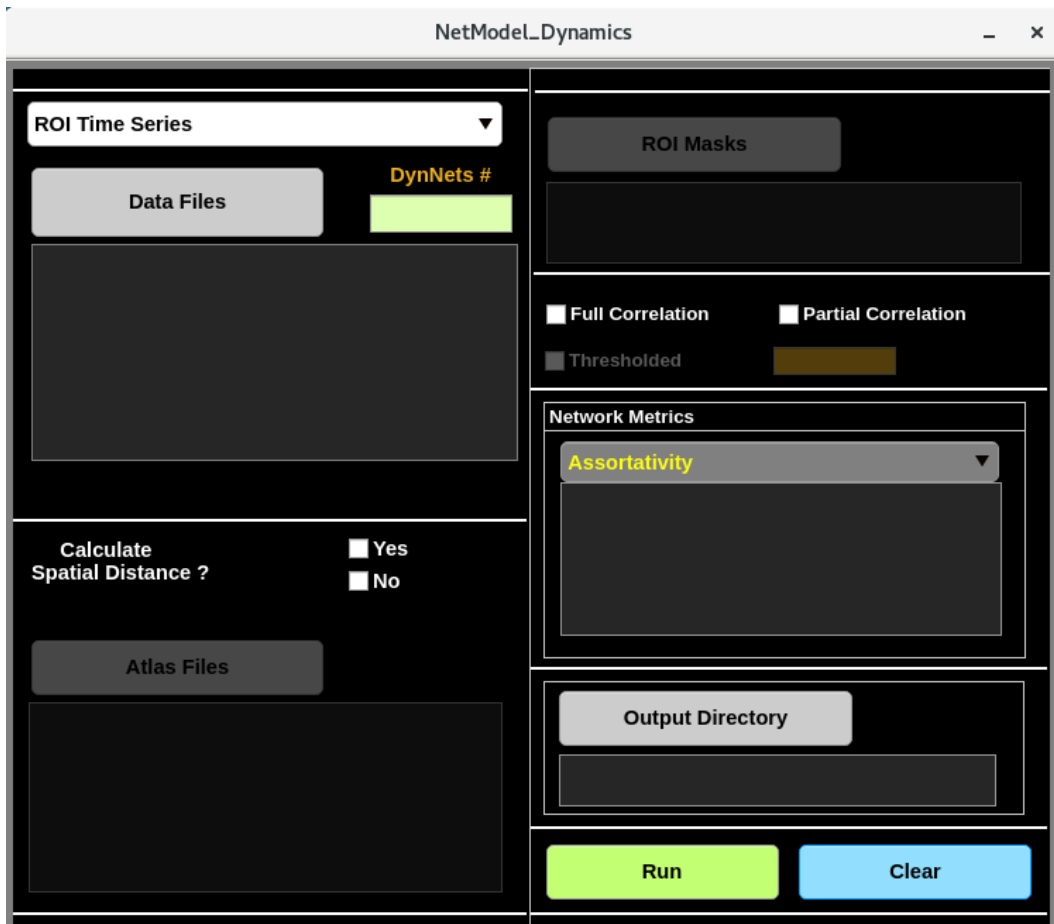 NetModel_Dynamics
ROI Time Series
Data Files
DynNets #
Calculate
Spatial Distance ?
Yes
No
Atlas Files
ROI Masks
Full Correlation
Partial Correlation
Thresholded
Network Metrics
Assortativity
Output Directory
Run
Clear